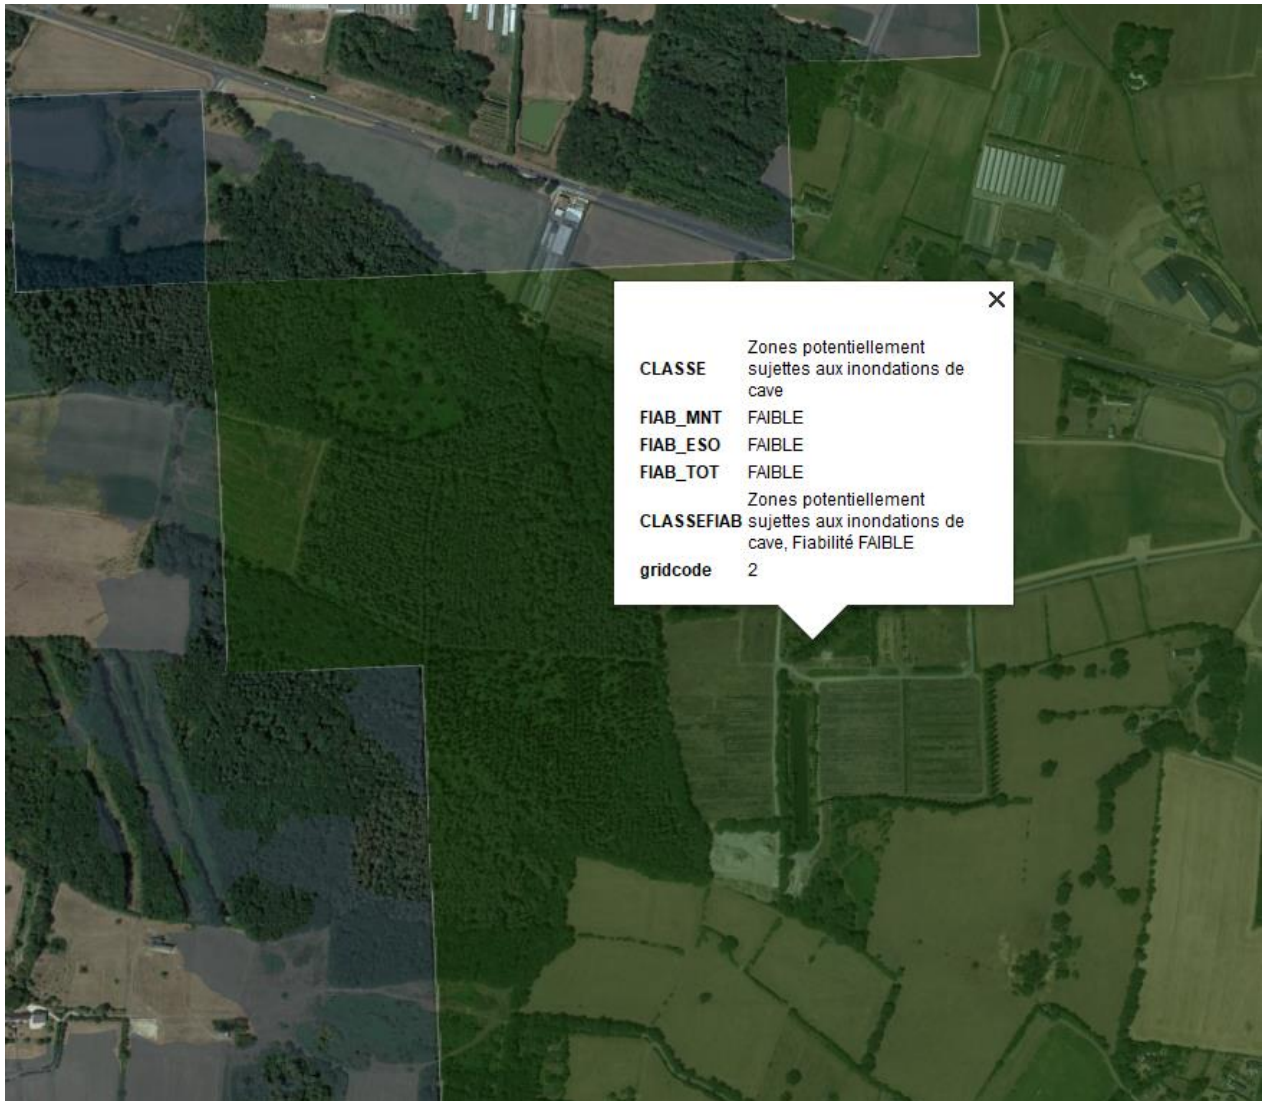 CLASSE
Zones potentiellement
sujettes aux inondations de
cave
FIAB_MNT FAIBLE
FIAB_ESO FAIBLE
FIAB_TOT FAIBLE
CLASSEFIAB
Zones potentiellement
sujettes aux inondations de
cave, Fiabilité FAIBLE
gridcode 2